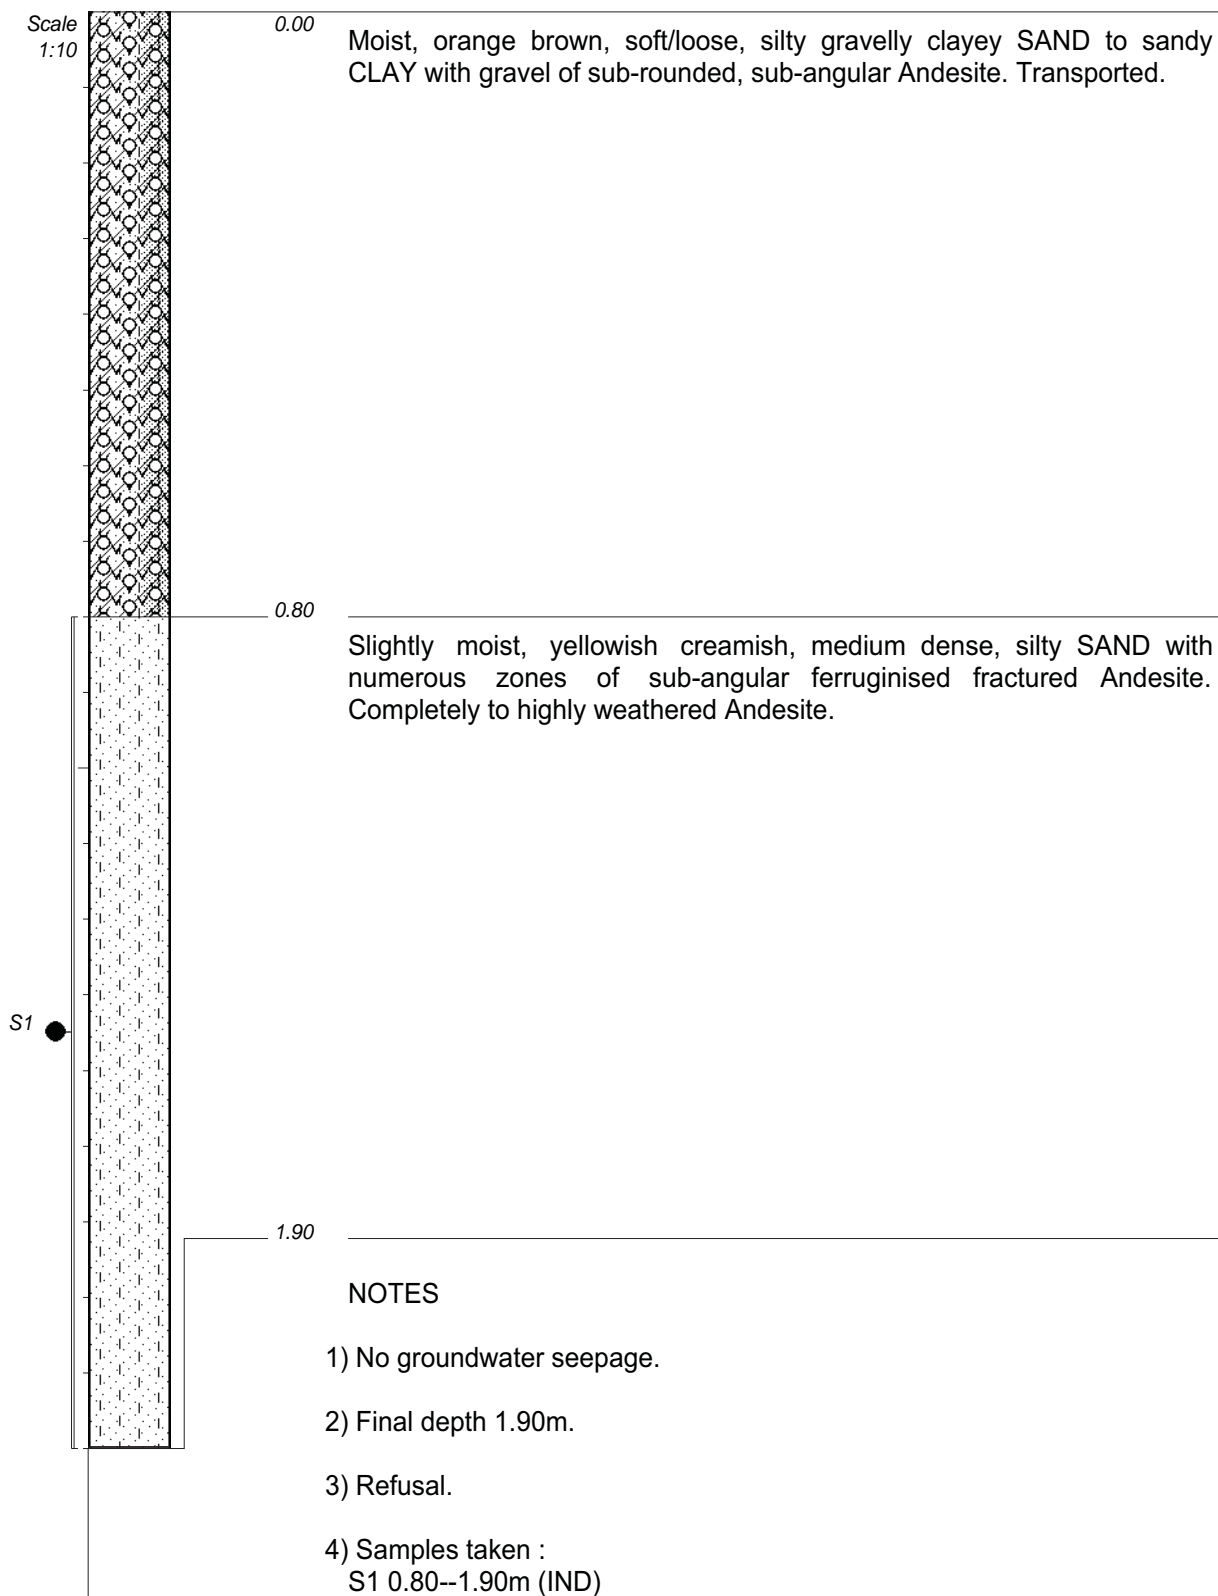 Scale
1:10
0.00
Moist, orange brown, soft/loose, silty gravelly clayey SAND to sandy
CLAY with gravel of sub-rounded, sub-angular Andesite. Transported.
0.80
Slightly moist, yellowish creamish, medium dense, silty SAND with
numerous zones of sub-angular ferruginised fractured Andesite.
Completely to highly weathered Andesite.
S1
1.90
NOTES
1) No groundwater seepage.
2) Final depth 1.90m.
3) Refusal.
4) Samples taken :
S1 0.80--1.90m (IND)